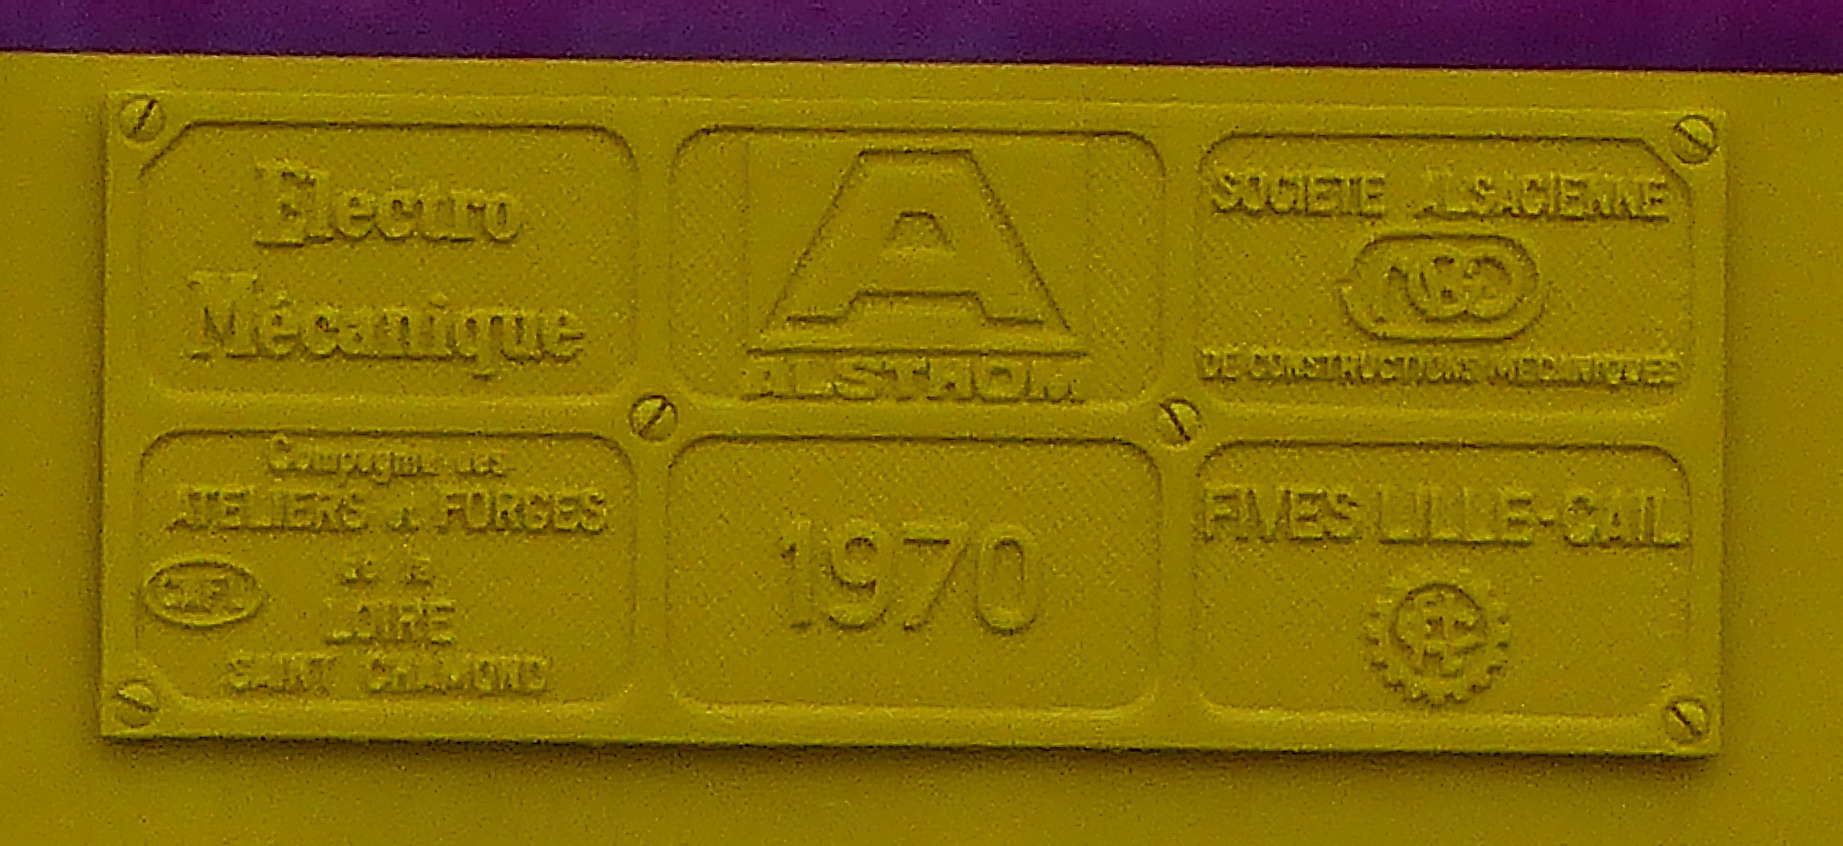 Electro
Mécanique
ALSTHOM
SOCIETE ALSACIENNE
DE CONSTRUCTIONS MECANIQUES
Compagnie des
ATELIERS & FORGES
DE LA
LOIRE
SAINT CHAMOND
CAFL
1970
FIVES LILLE-CAIL